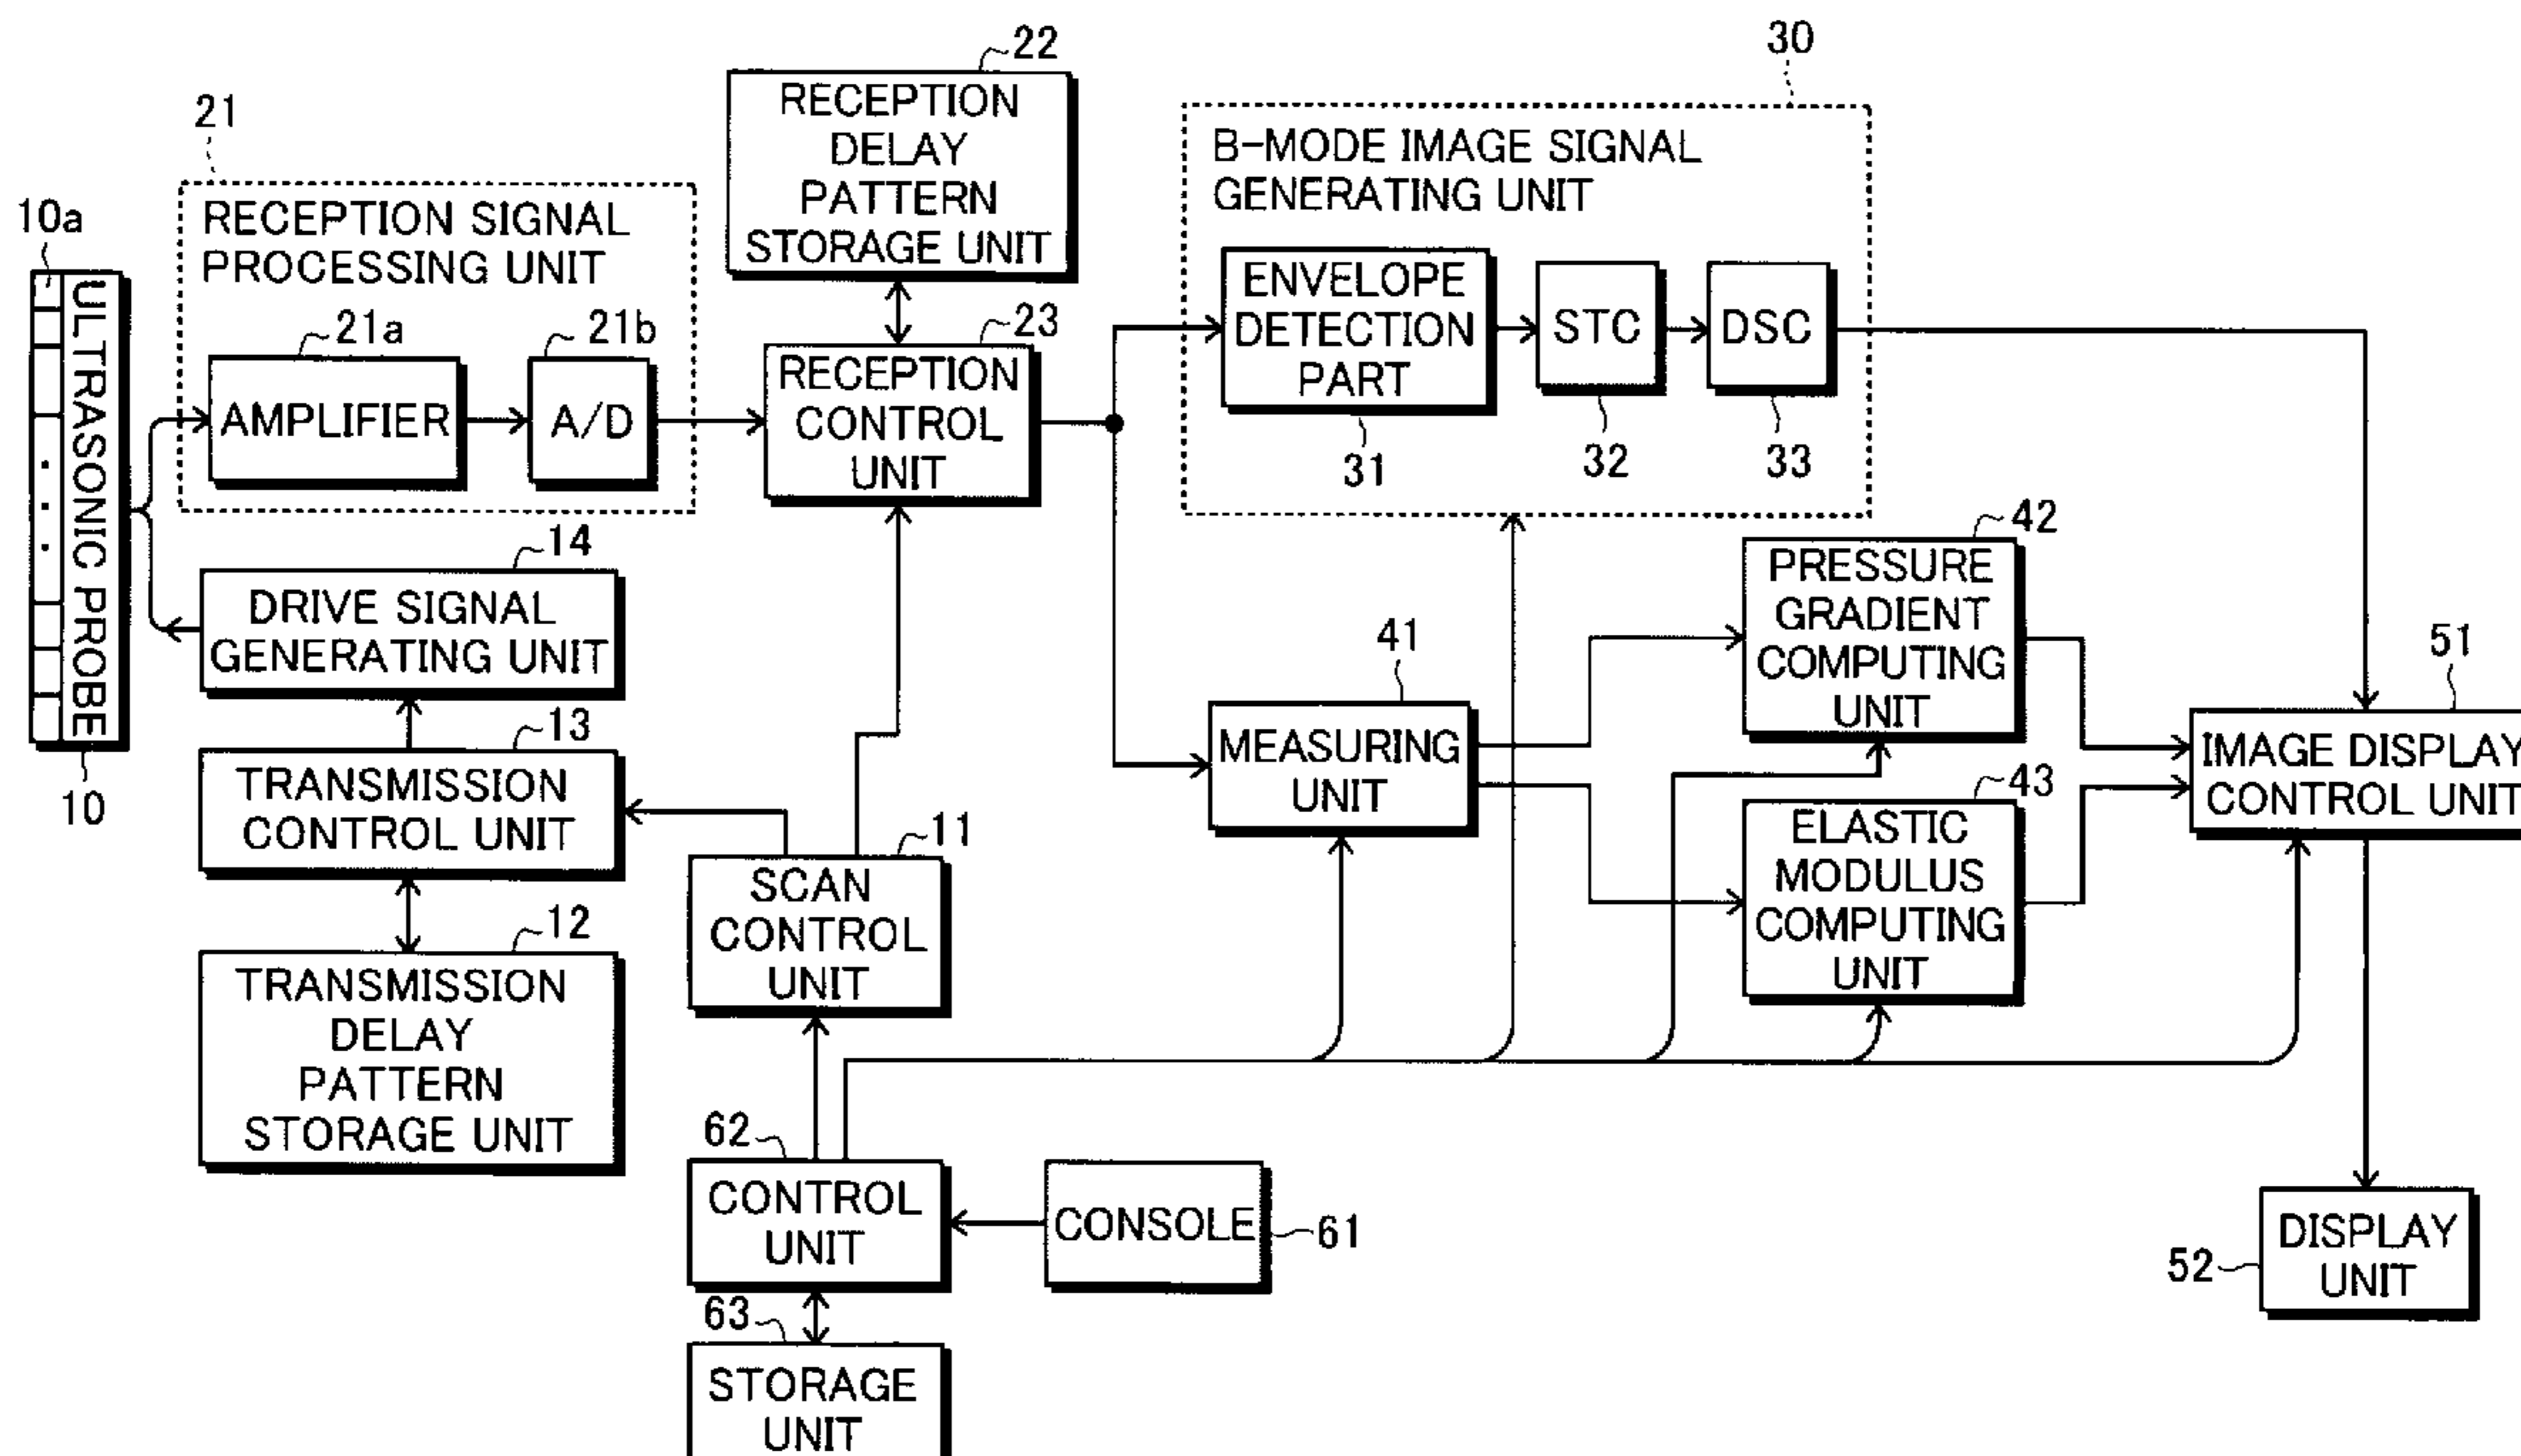 22
RECEPTION
DELAY
PATTERN
STORAGE UNIT
30
B-MODE IMAGE SIGNAL
GENERATING UNIT
21
RECEPTION SIGNAL
PROCESSING UNIT
10a
ULTRASONIC PROBE
10
21a
AMPLIFIER
21b
A/D
23
RECEPTION
CONTROL
UNIT
ENVELOPE
DETECTION
PART
31
STC
32
DSC
33
14
DRIVE SIGNAL
GENERATING UNIT
13
TRANSMISSION
CONTROL UNIT
12
TRANSMISSION
DELAY
PATTERN
STORAGE UNIT
11
SCAN
CONTROL
UNIT
41
MEASURING
UNIT
42
PRESSURE
GRADIENT
COMPUTING
UNIT
43
ELASTIC
MODULUS
COMPUTING
UNIT
51
IMAGE DISPLAY
CONTROL UNIT
62
CONTROL
UNIT
CONSOLE
61
63
STORAGE
UNIT
52
DISPLAY
UNIT